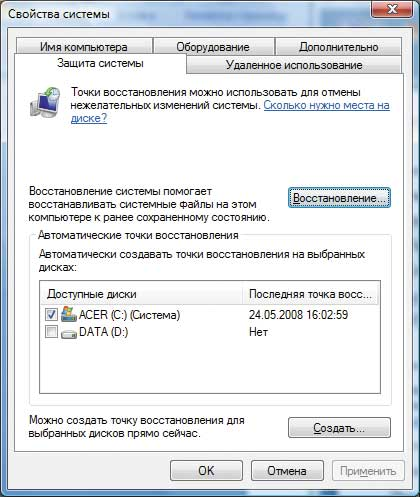 Свойства системы
Имя компьютера Оборудование Дополнительно
Защита системы Удаленное использование
Точки восстановления можно использовать для отмены
нежелательных изменений системы. Сколько нужно места на
диске?
Восстановление системы помогает
восстанавливать системные файлы на этом
компьютере к ранее сохраненному состоянию.
Восстановление...
Автоматические точки восстановления
Автоматически создавать точки восстановления на выбранных
дисках:
Доступные диски Последняя точка восс...
ACER (C:) (Система) 24.05.2008 16:02:59
DATA (D:) Нет
Можно создать точку восстановления для
выбранных дисков прямо сейчас.
Создать...
OK Отмена Применить